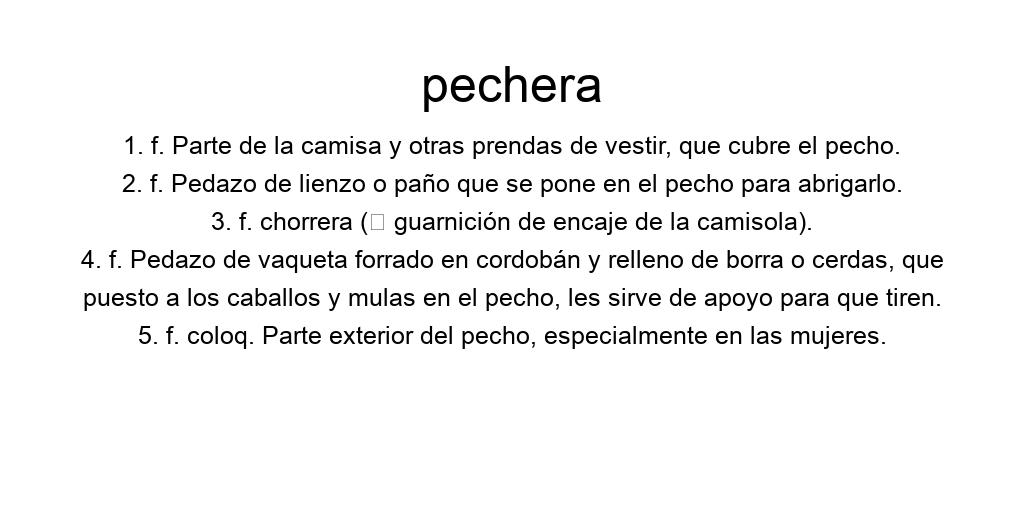 pechera
1. f. Parte de la camisa y otras prendas de vestir, que cubre el pecho.
2. f. Pedazo de lienzo o paño que se pone en el pecho para abrigarlo.
3. f. chorrera (□ guarnición de encaje de la camisola).
4. f. Pedazo de vaqueta forrado en cordobán y relleno de borra o cerdas, que
puesto a los caballos y mulas en el pecho, les sirve de apoyo para que tiren.
5. f. coloq. Parte exterior del pecho, especialmente en las mujeres.